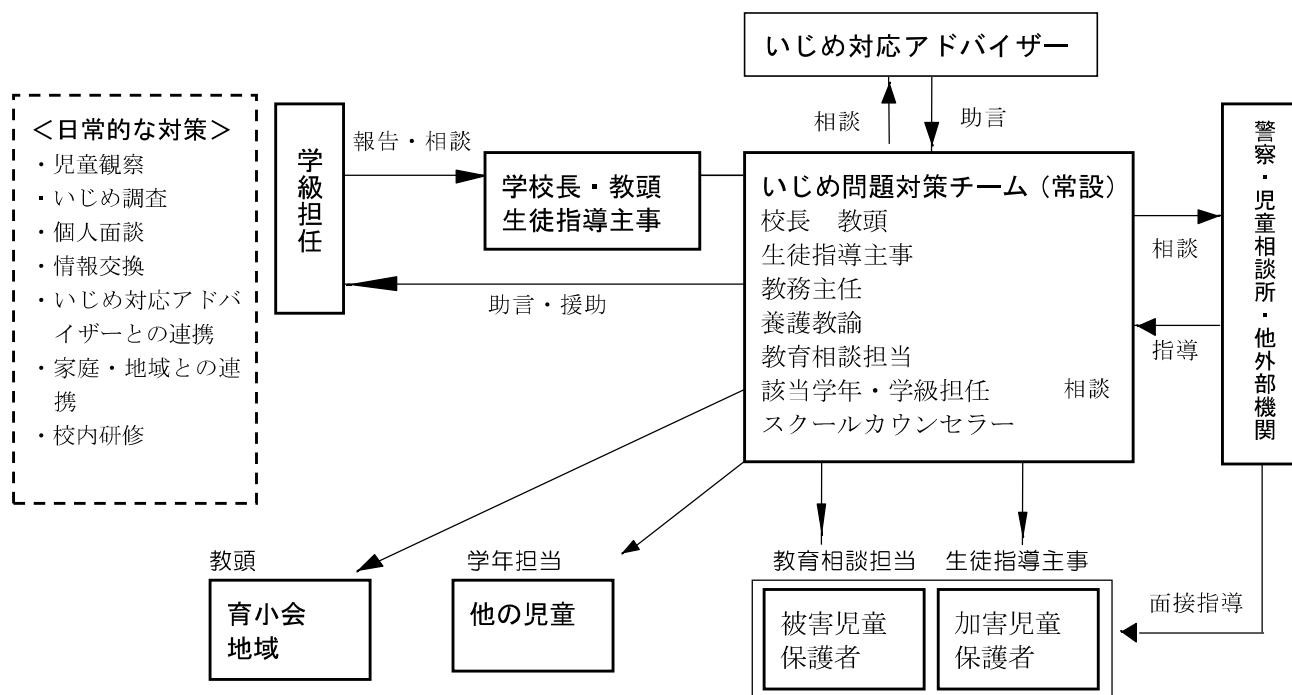 いじめ対応アドバイザー
相談
助言
＜日常的な対策＞
・児童観察
・いじめ調査
・個人面談
・情報交換
・いじめ対応アドバ
イザーとの連携
・家庭・地域との連
携
・校内研修
学級担任
報告・相談
学校長・教頭
生徒指導主事
助言・援助
いじめ問題対策チーム（常設）
校長　教頭
生徒指導主事
教務主任
養護教諭
教育相談担当
該当学年・学級担任
スクールカウンセラー
相談
相談
指導
警察・児童相談所・他外部機関
教頭
育小会
地域
学年担当
他の児童
教育相談担当
被害児童
保護者
生徒指導主事
加害児童
保護者
面接指導